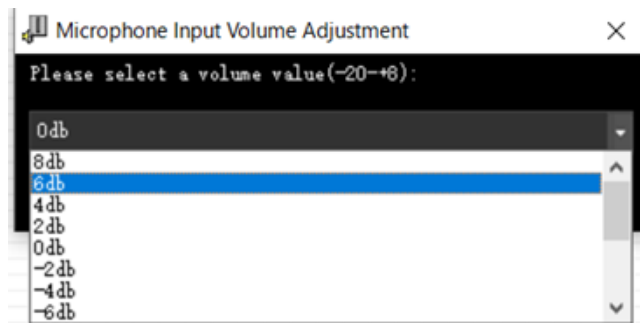 Microphone Input Volume Adjustment
Please select a volume value(-20-+8):
0db
8db
6db
4db
2db
0db
-2db
-4db
-6db